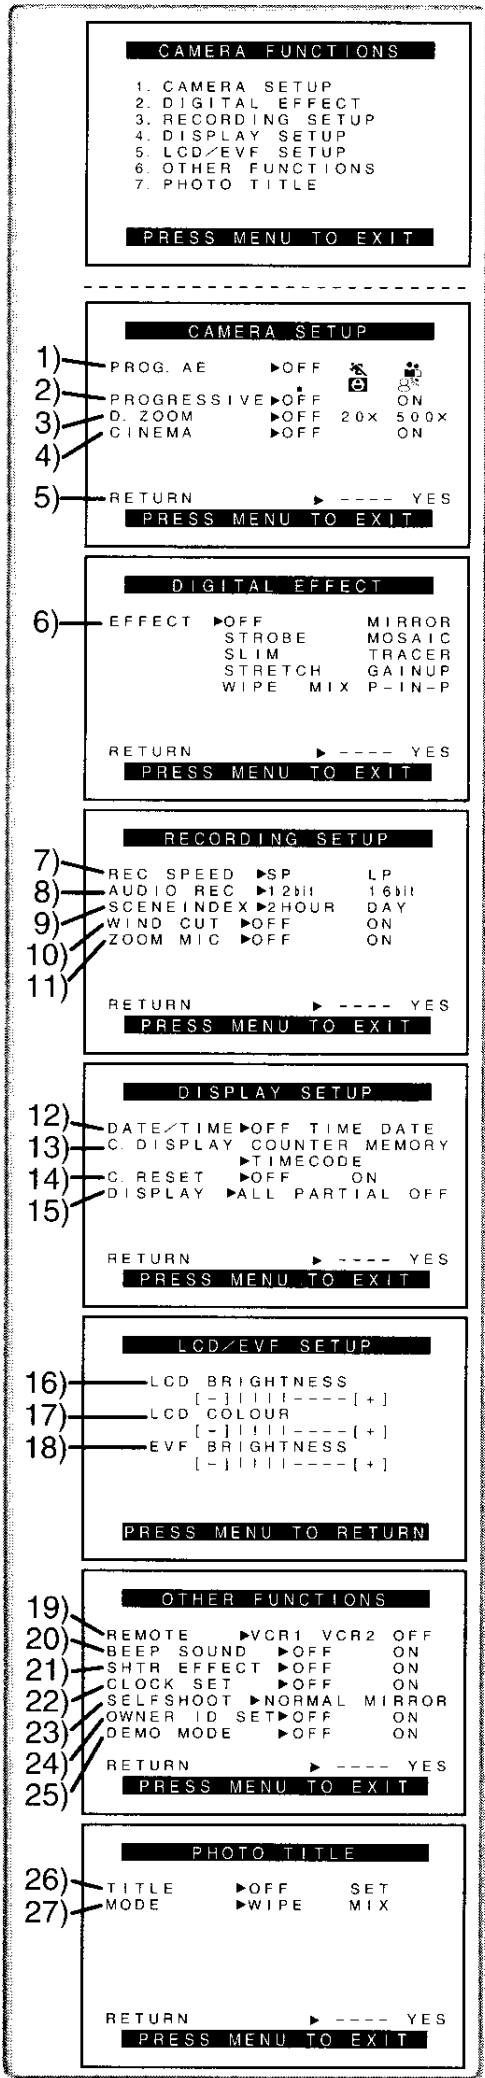 CAMERA FUNCTIONS
1. CAMERA SETUP
2. DIGITAL EFFECT
3. RECORDING SETUP
4. DISPLAY SETUP
5. LCD/EVF SETUP
6. OTHER FUNCTIONS
7. PHOTO TITLE
PRESS MENU TO EXIT
CAMERA SETUP
1) PROG. AE ▶OFF
2) PROGRESSIVE ▶OFF ON
3) D. ZOOM ▶OFF 20X 500X
4) CINEMA ▶OFF ON
5) RETURN ▶ ---- YES
PRESS MENU TO EXIT
DIGITAL EFFECT
6) EFFECT ▶OFF MIRROR
STROBE MOSAIC
SLIM TRACER
STRETCH GAINUP
WIPE MIX P-IN-P
RETURN ▶ ---- YES
PRESS MENU TO EXIT
RECORDING SETUP
7) REC SPEED ▶SP LP
8) AUDIO REC ▶12bit 16bit
9) SCENEINDEX ▶2HOUR DAY
10) WIND CUT ▶OFF ON
11) ZOOM MIC ▶OFF ON
RETURN ▶ ---- YES
PRESS MENU TO EXIT
DISPLAY SETUP
12) DATE/TIME ▶OFF TIME DATE
13) C. DISPLAY COUNTER MEMORY
▶TIMECODE
14) C. RESET ▶OFF ON
15) DISPLAY ▶ALL PARTIAL OFF
RETURN ▶ ---- YES
PRESS MENU TO EXIT
LCD/EVF SETUP
16) LCD BRIGHTNESS
[-]||||----[+]
17) LCD COLOUR
[-]||||----[+]
18) EVF BRIGHTNESS
[-]||||----[+]
PRESS MENU TO RETURN
OTHER FUNCTIONS
19) REMOTE ▶VCR1 VCR2 OFF
20) BEEP SOUND ▶OFF ON
21) SHTR EFFECT ▶OFF ON
22) CLOCK SET ▶OFF ON
23) SELFSHOOT ▶NORMAL MIRROR
24) OWNER ID SET▶OFF ON
25) DEMO MODE ▶OFF ON
RETURN ▶ ---- YES
PRESS MENU TO EXIT
PHOTO TITLE
26) TITLE ▶OFF SET
27) MODE ▶WIPE MIX
RETURN ▶ ---- YES
PRESS MENU TO EXIT